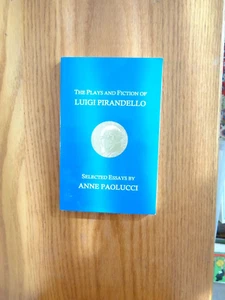 THE PLAYS AND FICTION OF
LUIGI PIRANDELLO
SELECTED ESSAYS BY
ANNE PAOLUCCI